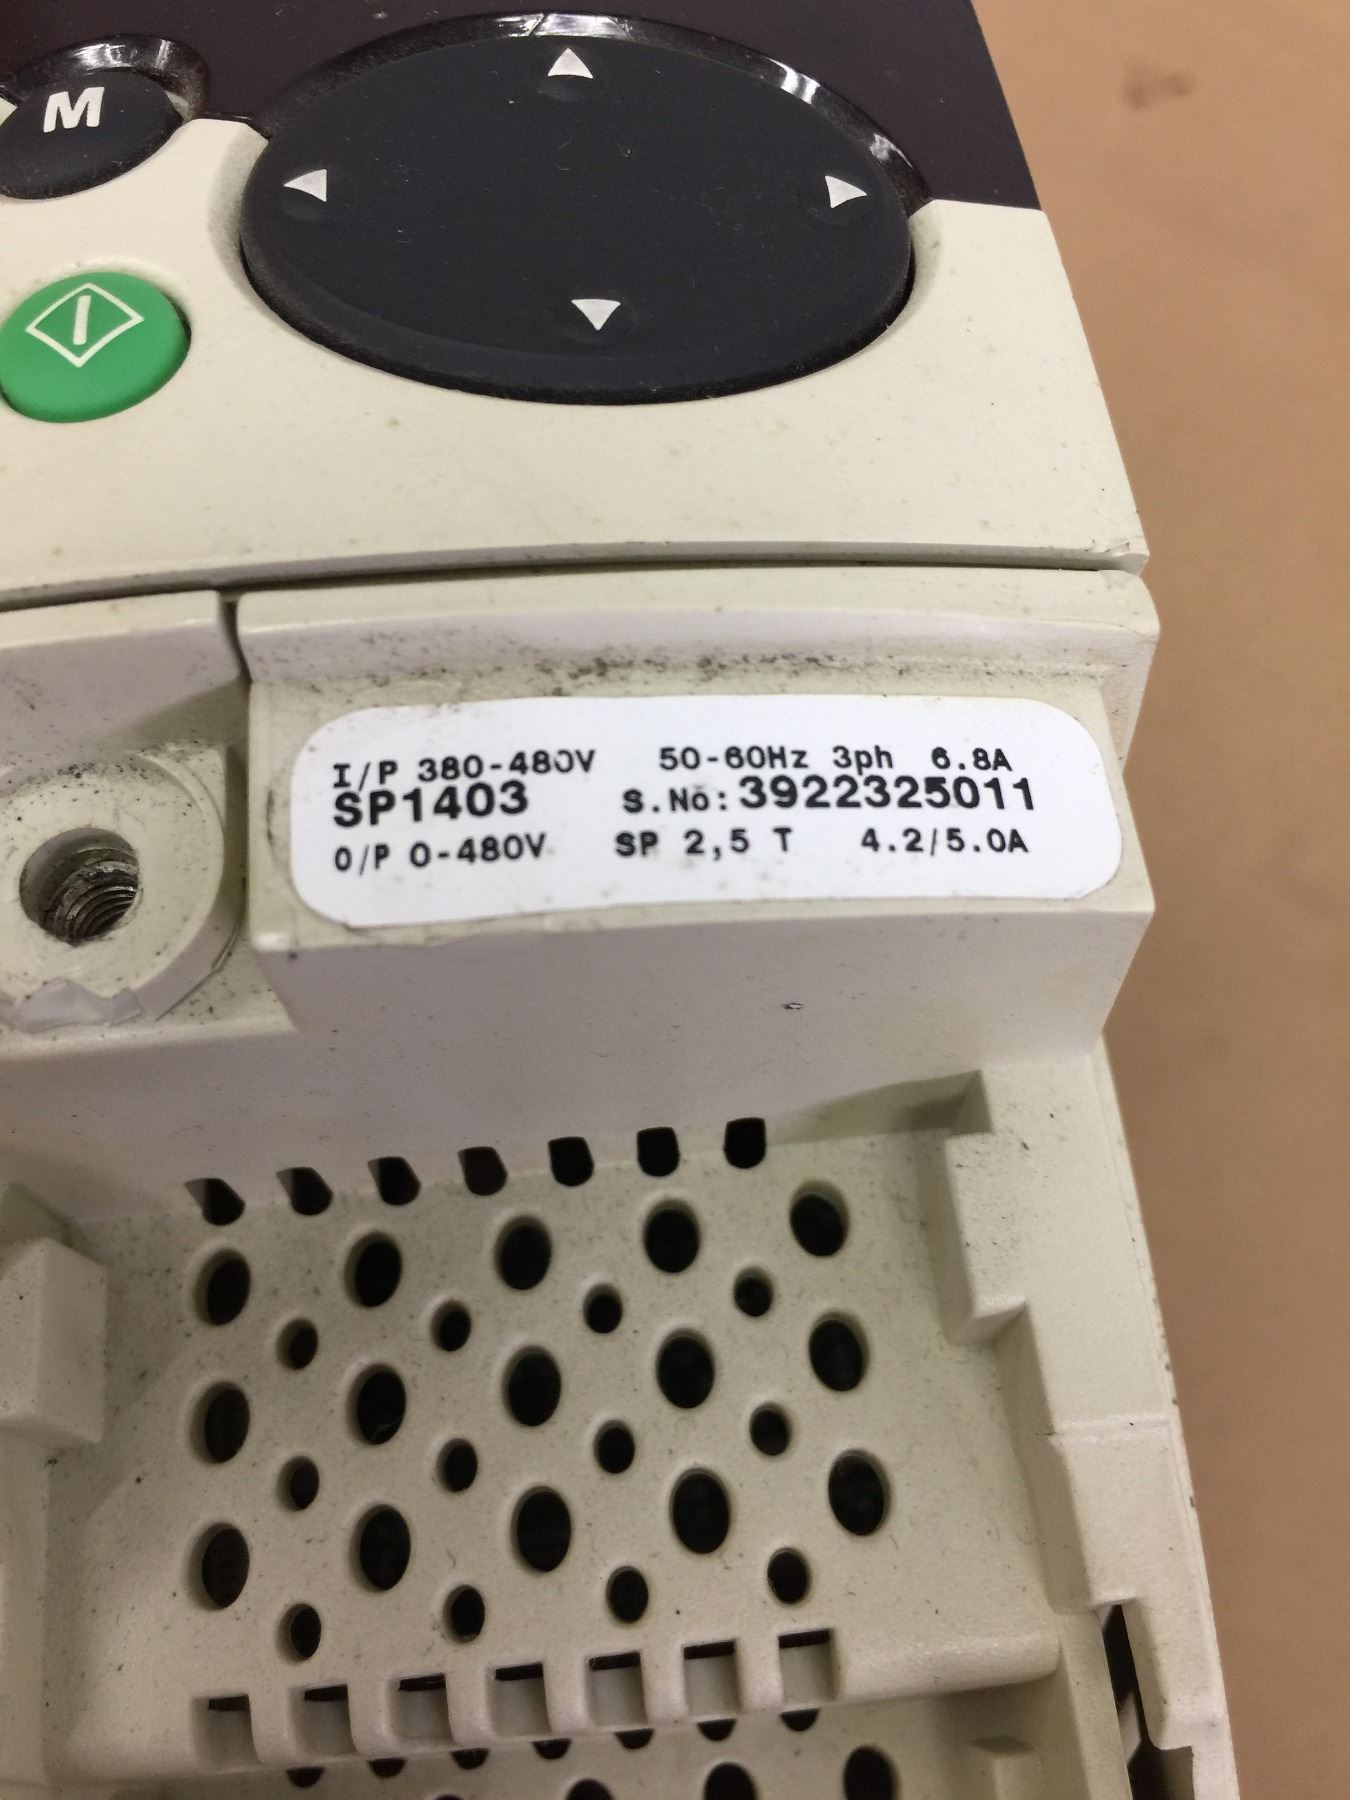 M
I/P 380-480V 50-60Hz 3ph 6.8A
SP1403 S.No: 3922325011
O/P 0-480V SP 2,5 T 4.2/5.0A